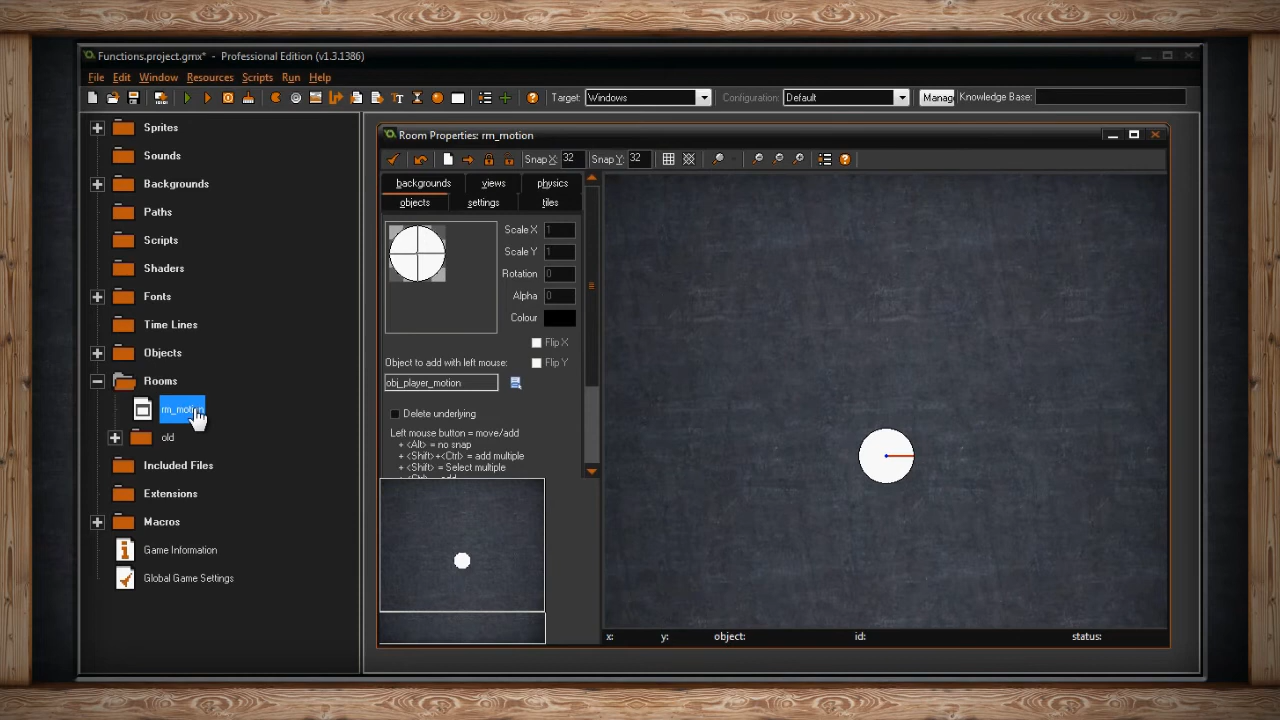 Functions.project.gmx* - Professional Edition (v1.3.1386)
File Edit Window Resources Scripts Run Help
Target: Windows Configuration: Default Manag Knowledge Base:
Sprites
Sounds
Backgrounds
Paths
Scripts
Shaders
Fonts
Time Lines
Objects
Rooms
rm_motion
old
Included Files
Extensions
Macros
Game Information
Global Game Settings
Room Properties: rm_motion
Snap X: 32 Snap Y: 32
backgrounds views physics
objects settings tiles
Scale X 1
Scale Y 1
Rotation 0
Alpha 0
Colour
Flip X
Object to add with left mouse: Flip Y
obj_player_motion
Delete underlying
Left mouse button = move/add
+ <Alt> = no snap
+ <Shift>+<Ctrl> = add multiple
+ <Shift> = Select multiple
+ <Ctrl> = add
x: y: object: id: status: